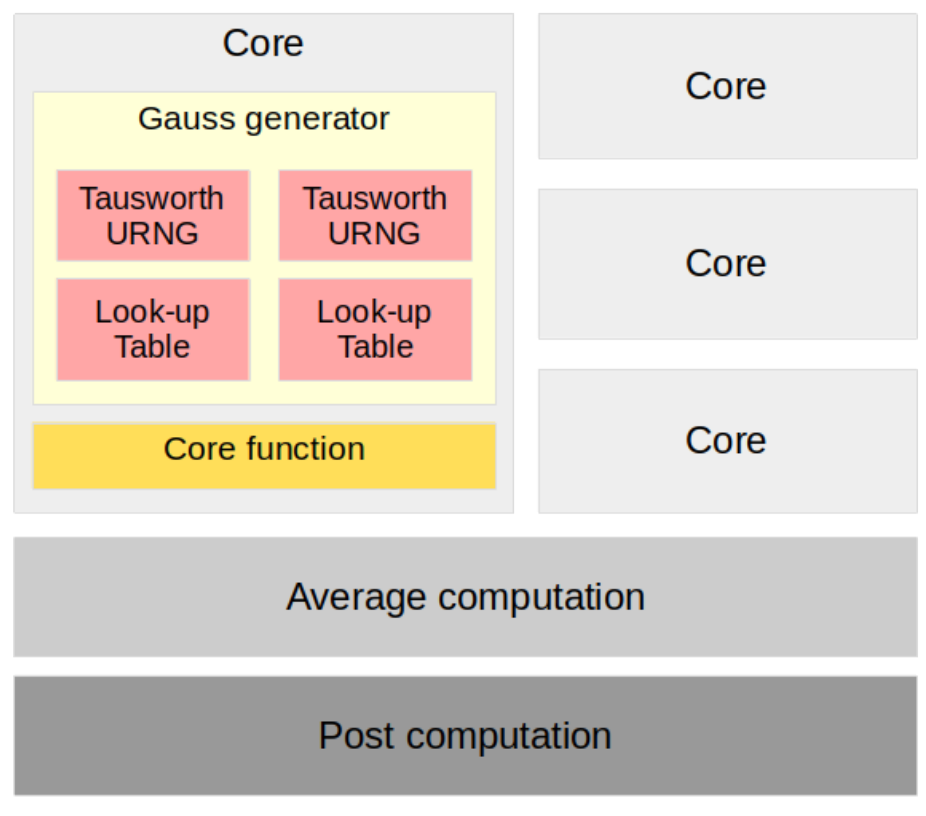 Core
Gauss generator
Tausworth
URNG
Tausworth
URNG
Look-up
Table
Look-up
Table
Core function
Core
Core
Core
Average computation
Post computation